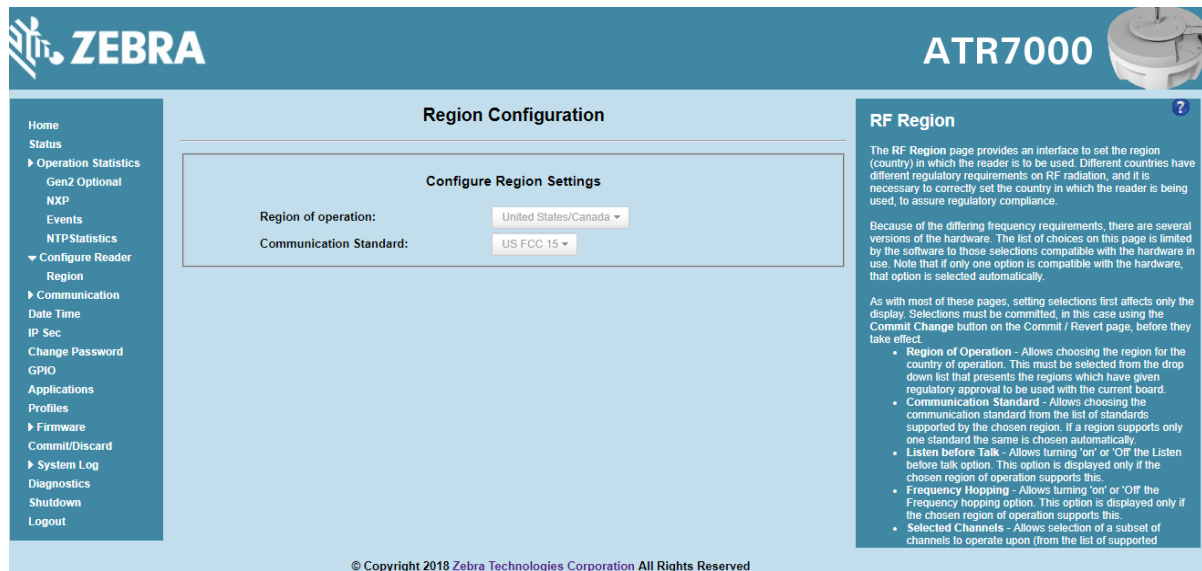 ZEBRA
ATR7000
Home
Status
Operation Statistics
Gen2 Optional
NXP
Events
NTPStatistics
Configure Reader
Region
Communication
Date Time
IP Sec
Change Password
GPIO
Applications
Profiles
Firmware
Commit/Discard
System Log
Diagnostics
Shutdown
Logout
Region Configuration
Configure Region Settings
Region of operation: United States/Canada
Communication Standard: US FCC 15
?
RF Region
The RF Region page provides an interface to set the region
(country) in which the reader is to be used. Different countries have
different regulatory requirements on RF radiation, and it is
necessary to correctly set the country in which the reader is being
used, to assure regulatory compliance.
Because of the differing frequency requirements, there are several
versions of the hardware. The list of choices on this page is limited
by the software to those selections compatible with the hardware in
use. Note that if only one option is compatible with the hardware,
that option is selected automatically.
As with most of these pages, setting selections first affects only the
display. Selections must be committed, in this case using the
Commit Change button on the Commit / Revert page, before they
take effect.
• Region of Operation - Allows choosing the region for the
country of operation. This must be selected from the drop
down list that presents the regions which have given
regulatory approval to be used with the current board.
• Communication Standard - Allows choosing the
communication standard from the list of standards
supported by the chosen region. If a region supports only
one standard the same is chosen automatically.
• Listen before Talk - Allows turning 'on' or 'Off' the Listen
before talk option. This option is displayed only if the
chosen region of operation supports this.
• Frequency Hopping - Allows turning 'on' or 'Off' the
Frequency hopping option. This option is displayed only if
the chosen region of operation supports this.
• Selected Channels - Allows selection of a subset of
channels to operate upon (from the list of supported
© Copyright 2018 Zebra Technologies Corporation All Rights Reserved